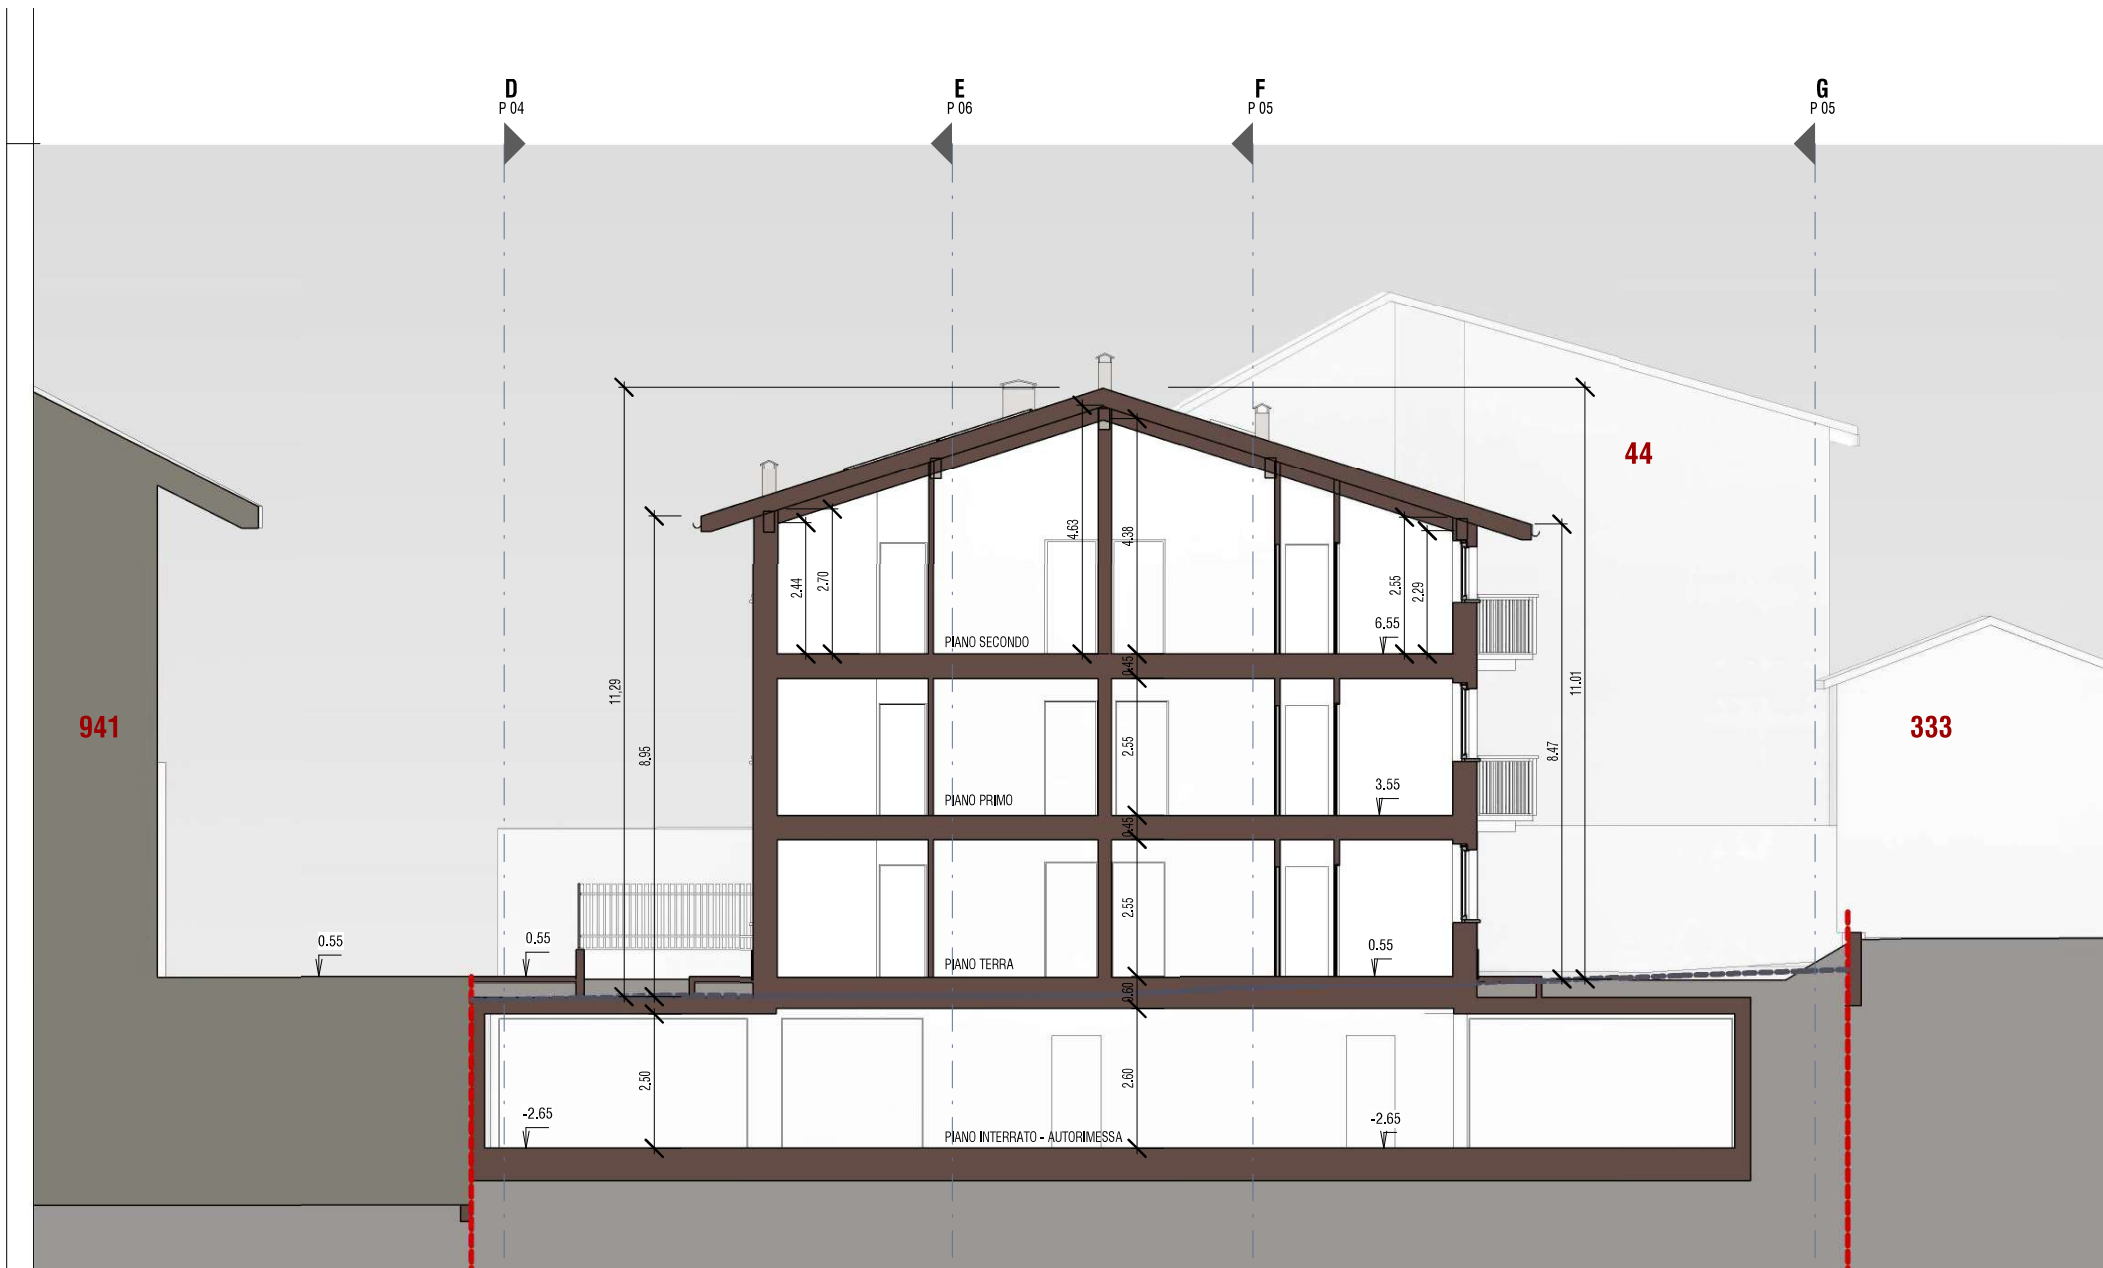 D
P 04
E
P 06
F
P 05
G
P 05
44
4.63
4.38
2.44
2.70
2.55
2.29
6.55
PIANO SECONDO
0.45
11,29
11.01
941
333
8.95
2.55
8.47
3.55
PIANO PRIMO
0.45
2.55
0.55
0.55
0.55
PIANO TERRA
0.60
2.50
2.60
-2.65
-2.65
PIANO INTERRATO - AUTORIMESSA